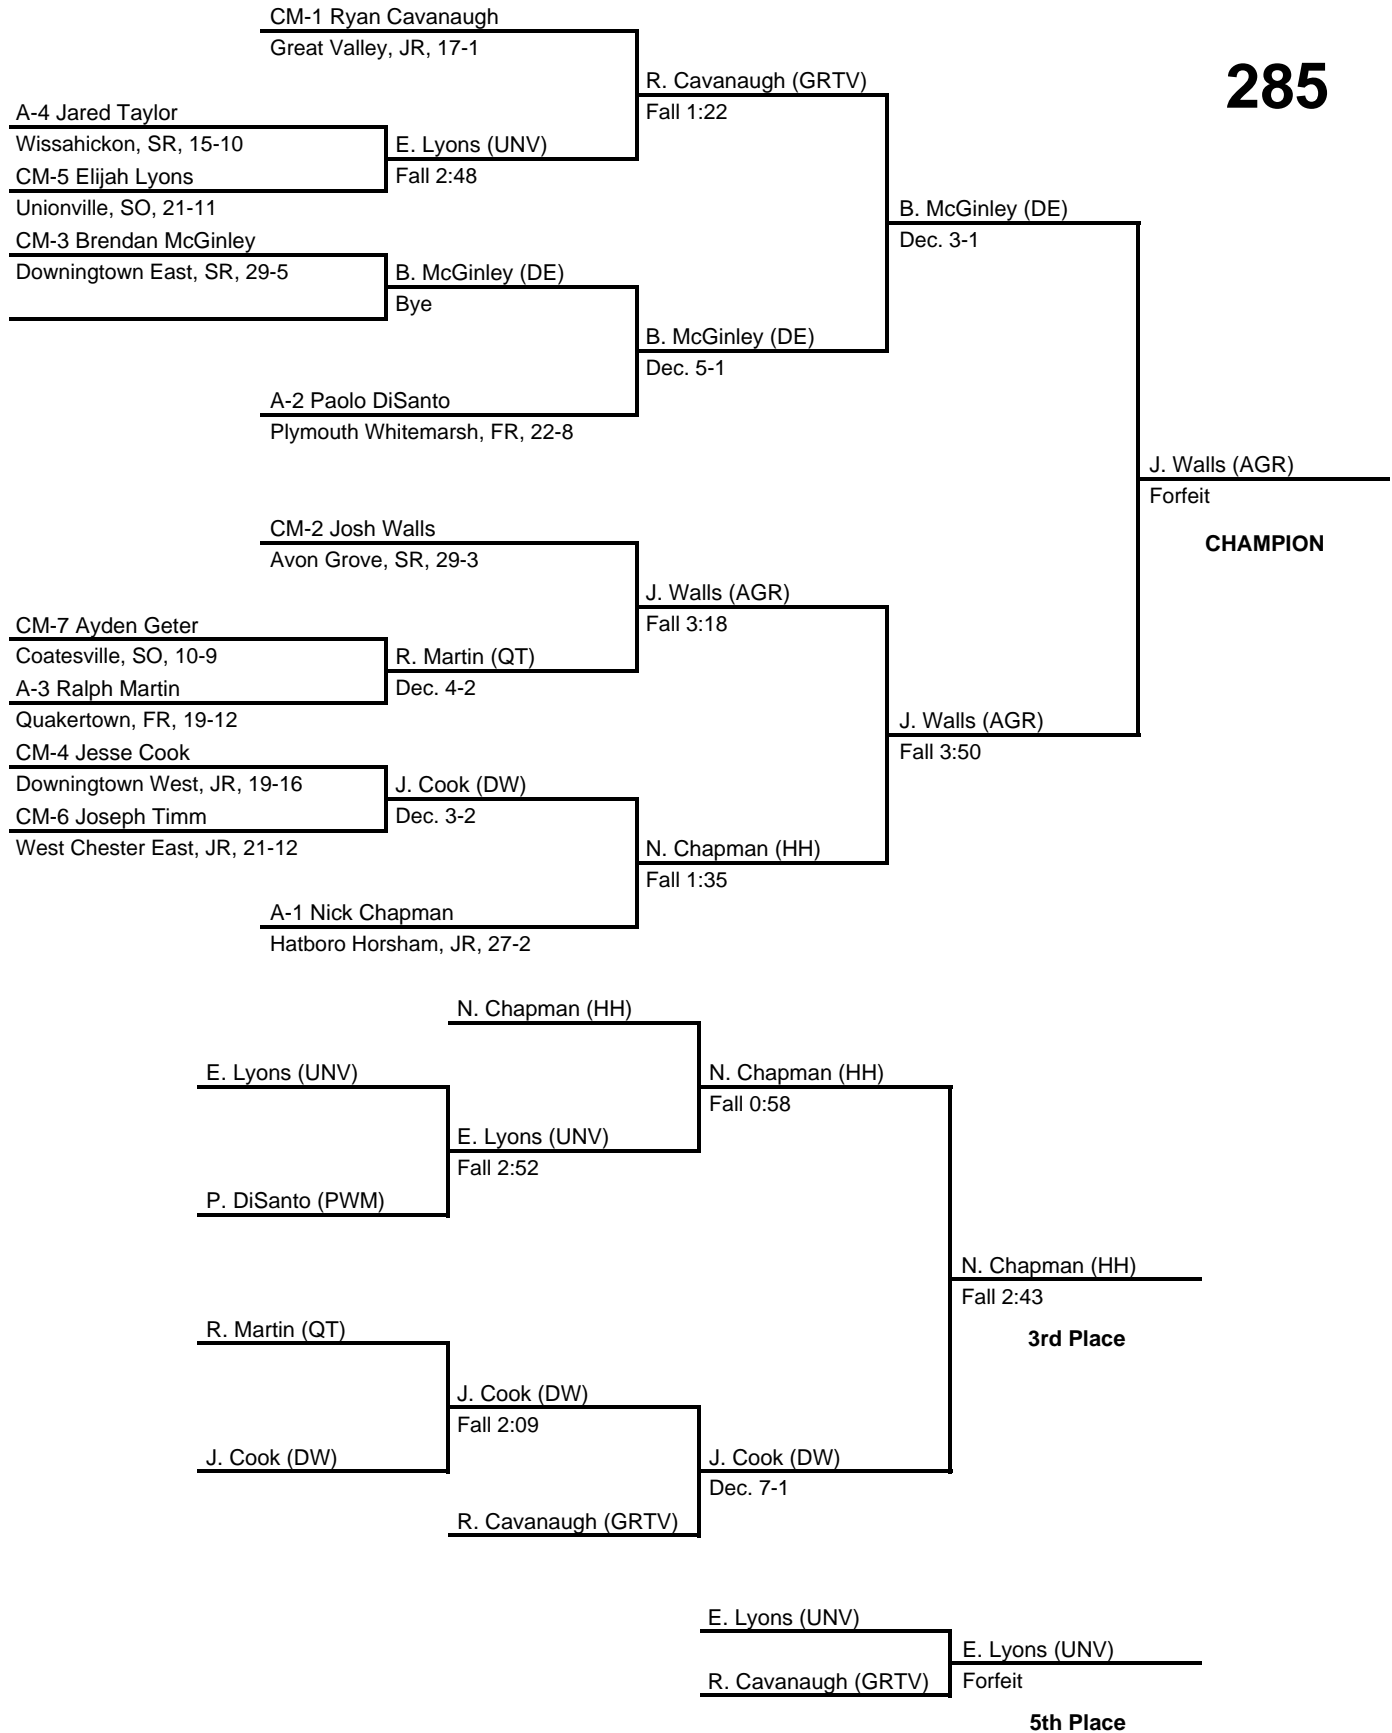 CM-1 Ryan Cavanaugh
Great Valley, JR, 17-1
285
R. Cavanaugh (GRTV)
Fall 1:22
A-4 Jared Taylor
Wissahickon, SR, 15-10
E. Lyons (UNV)
CM-5 Elijah Lyons
Fall 2:48
Unionville, SO, 21-11
B. McGinley (DE)
CM-3 Brendan McGinley
Dec. 3-1
Downingtown East, SR, 29-5
B. McGinley (DE)
Bye
B. McGinley (DE)
Dec. 5-1
A-2 Paolo DiSanto
Plymouth Whitemarsh, FR, 22-8
J. Walls (AGR)
Forfeit
CHAMPION
CM-2 Josh Walls
Avon Grove, SR, 29-3
J. Walls (AGR)
Fall 3:18
CM-7 Ayden Geter
Coatesville, SO, 10-9
R. Martin (QT)
A-3 Ralph Martin
Dec. 4-2
Quakertown, FR, 19-12
J. Walls (AGR)
CM-4 Jesse Cook
Fall 3:50
Downingtown West, JR, 19-16
J. Cook (DW)
CM-6 Joseph Timm
Dec. 3-2
West Chester East, JR, 21-12
N. Chapman (HH)
Fall 1:35
A-1 Nick Chapman
Hatboro Horsham, JR, 27-2
N. Chapman (HH)
E. Lyons (UNV)
N. Chapman (HH)
Fall 0:58
E. Lyons (UNV)
Fall 2:52
P. DiSanto (PWM)
N. Chapman (HH)
Fall 2:43
3rd Place
R. Martin (QT)
J. Cook (DW)
Fall 2:09
J. Cook (DW)
J. Cook (DW)
Dec. 7-1
R. Cavanaugh (GRTV)
E. Lyons (UNV)
E. Lyons (UNV)
R. Cavanaugh (GRTV)
Forfeit
5th Place